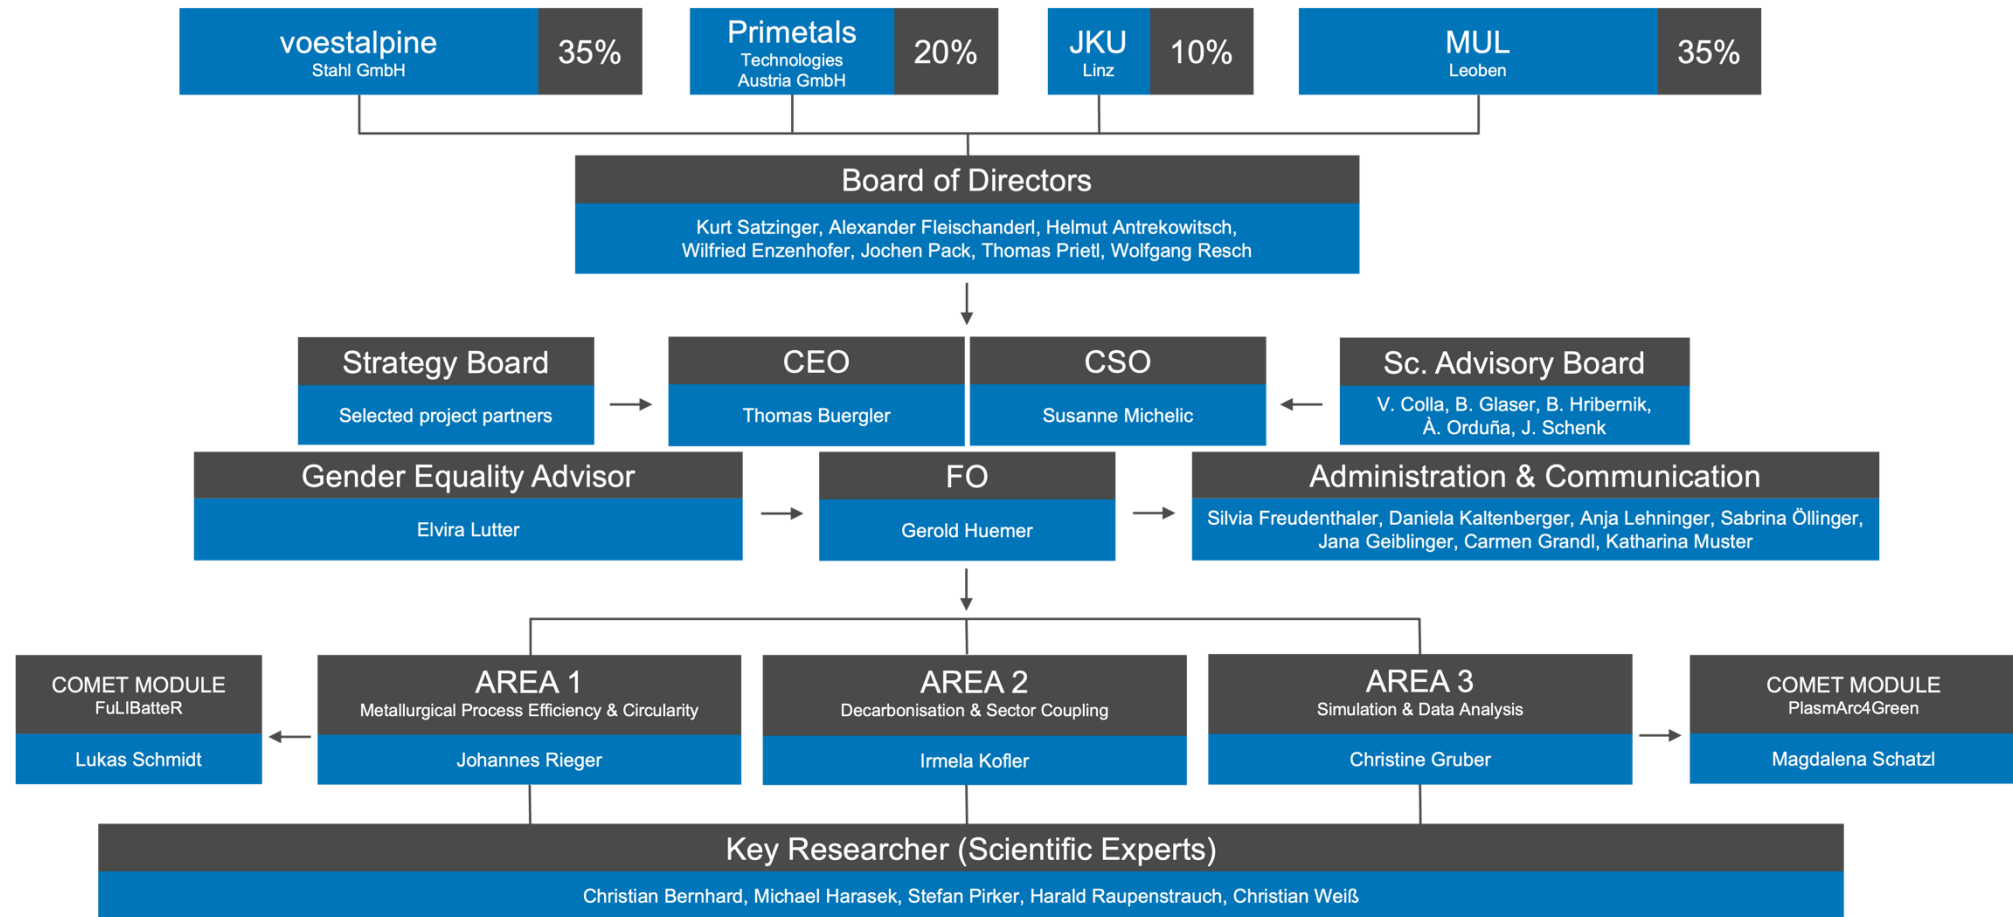 voestalpine
Stahl GmbH
35%
Primetals
Technologies
Austria GmbH
20%
JKU
Linz
10%
MUL
Leoben
35%
Board of Directors
Kurt Satzinger, Alexander Fleischanderl, Helmut Antrekowitsch,
Wilfried Enzenhofer, Jochen Pack, Thomas Prietl, Wolfgang Resch
Strategy Board
Selected project partners
CEO
Thomas Buergler
CSO
Susanne Michelic
Sc. Advisory Board
V. Colla, B. Glaser, B. Hribernik,
À. Orduña, J. Schenk
Gender Equality Advisor
Elvira Lutter
FO
Gerold Huemer
Administration & Communication
Silvia Freudenthaler, Daniela Kaltenberger, Anja Lehninger, Sabrina Öllinger,
Jana Geiblinger, Carmen Grandl, Katharina Muster
COMET MODULE
FuLIBatteR
Lukas Schmidt
AREA 1
Metallurgical Process Efficiency & Circularity
Johannes Rieger
AREA 2
Decarbonisation & Sector Coupling
Irmela Kofler
AREA 3
Simulation & Data Analysis
Christine Gruber
COMET MODULE
PlasmArc4Green
Magdalena Schatzl
Key Researcher (Scientific Experts)
Christian Bernhard, Michael Harasek, Stefan Pirker, Harald Raupenstrauch, Christian Weiß